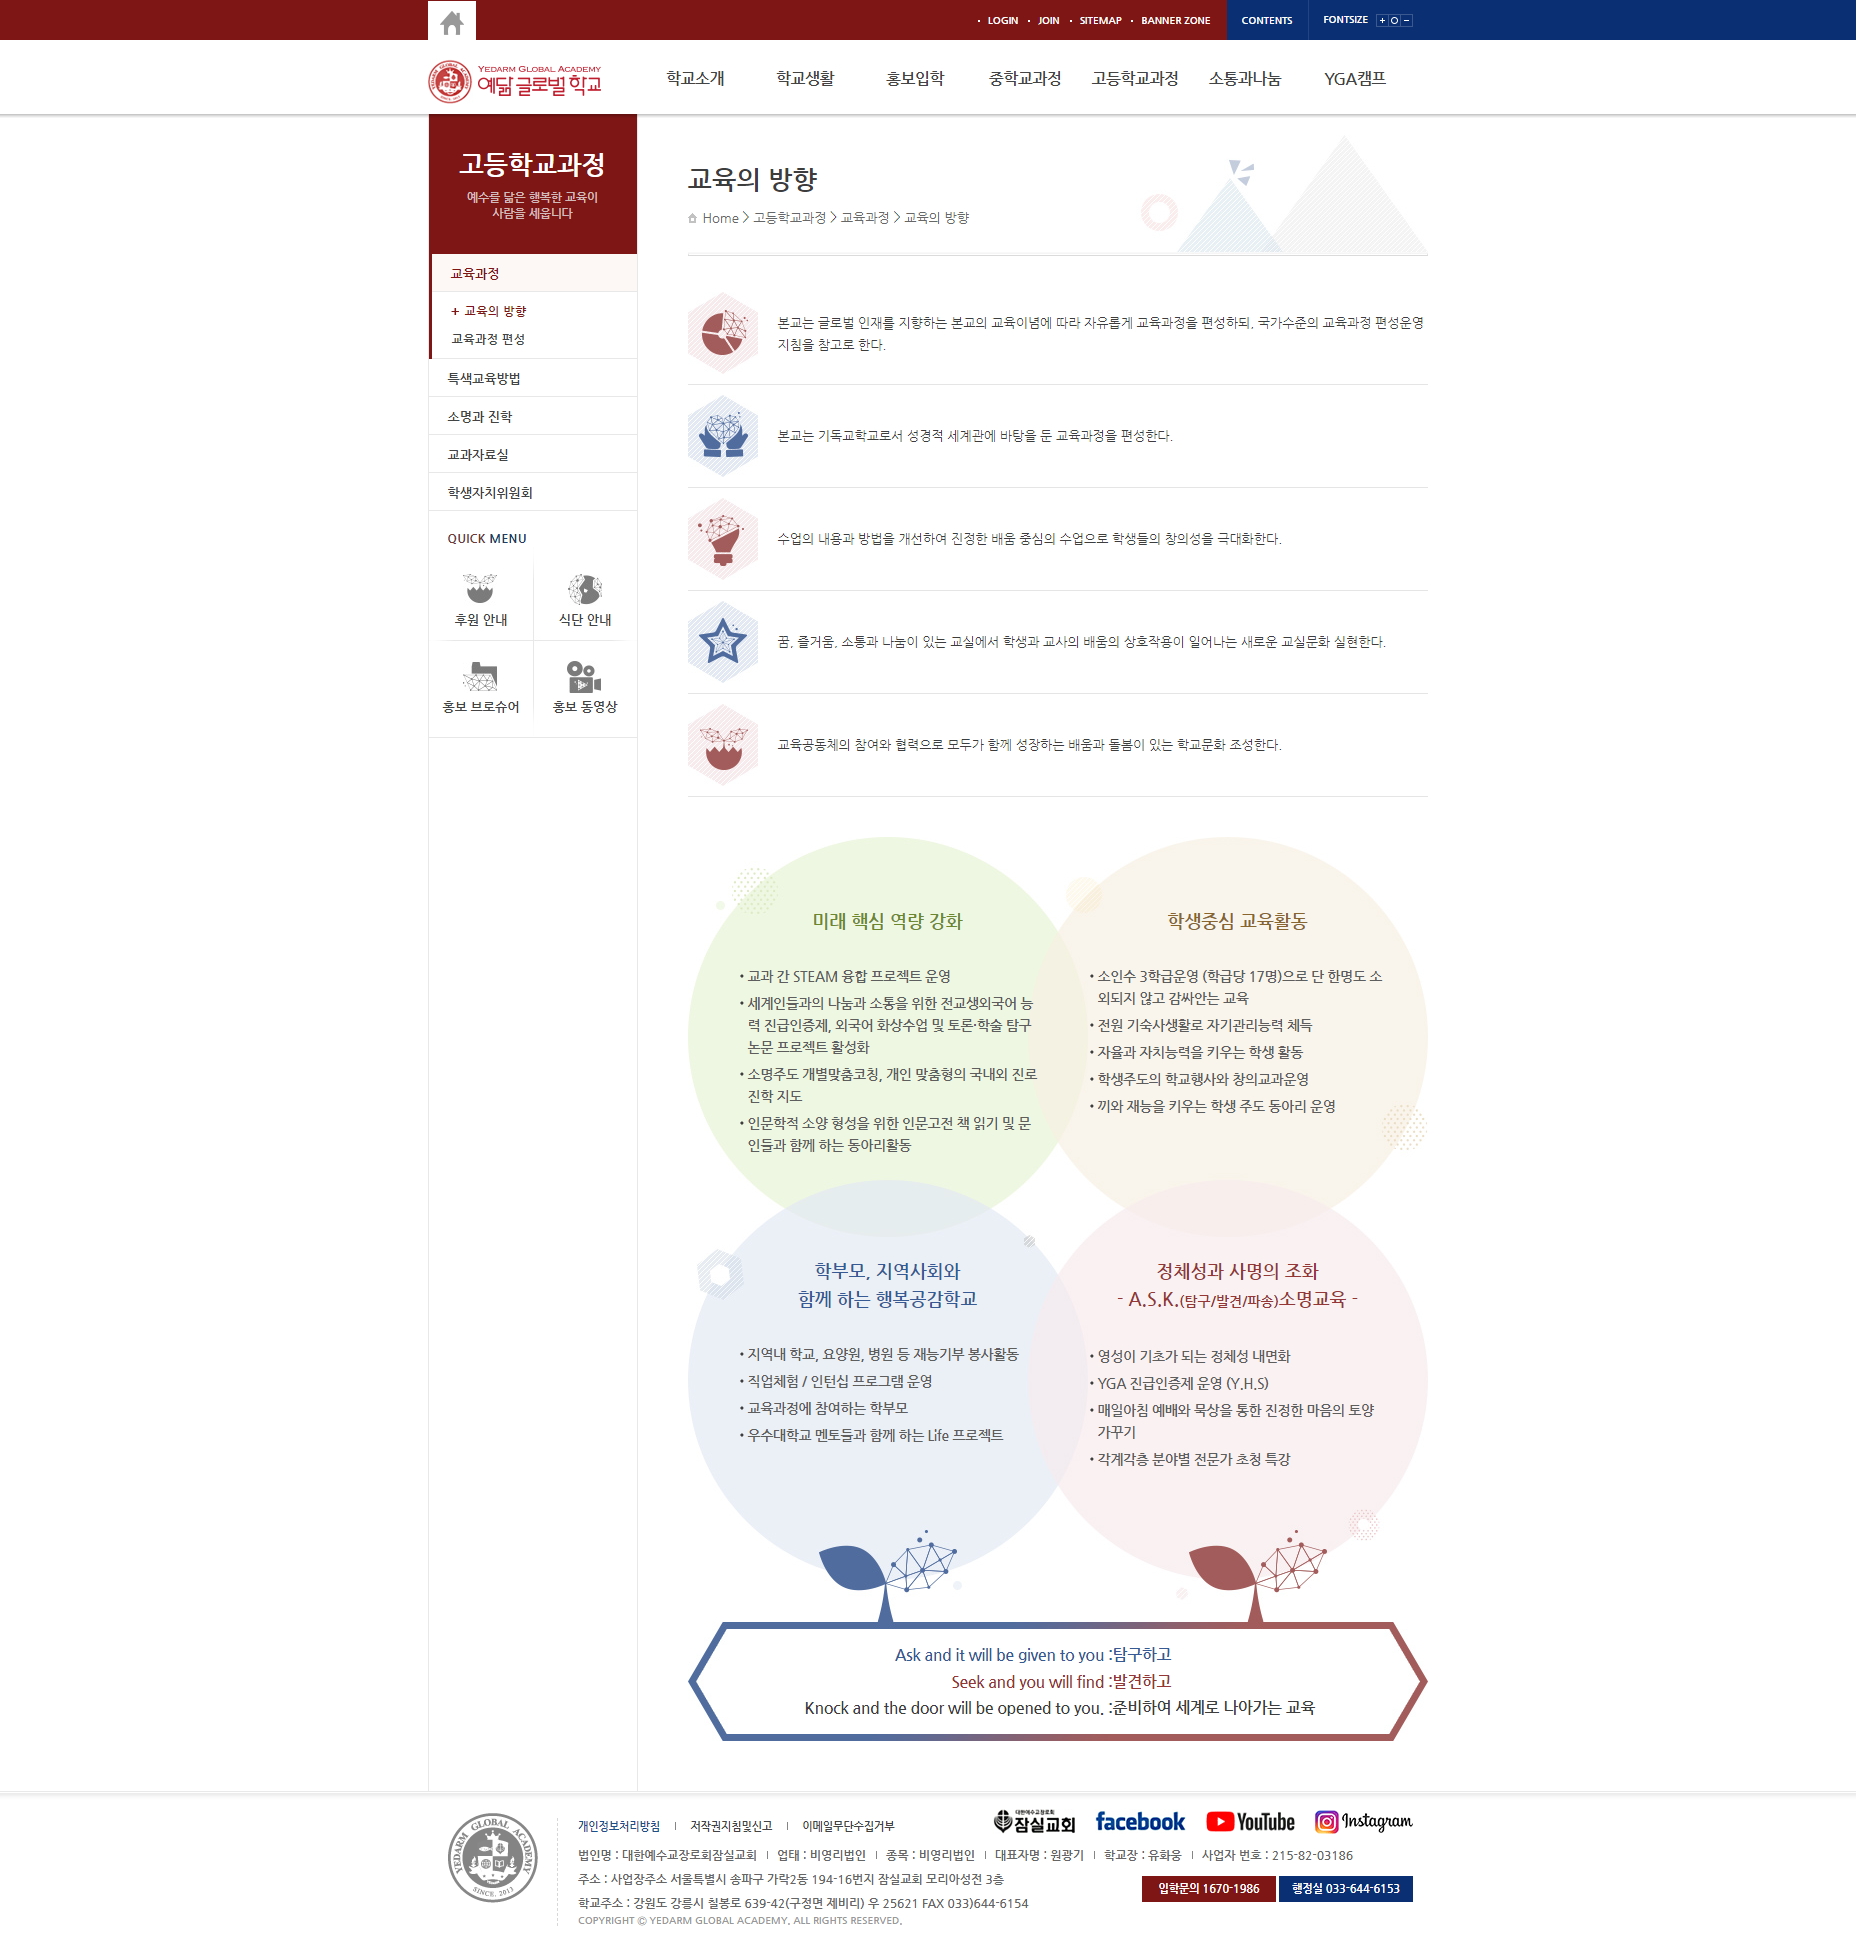 LOGIN
JOIN
SITEMAP
BANNER ZONE
CONTENTS
FONTSIZE
YEDARM GLOBAL ACADEMY
예닮글로벌학교
학교소개
학교생활
홍보입학
중학교과정
고등학교과정
소통과나눔
YGA캠프
고등학교과정
예수를 닮은 행복한 교육이
사람을 세웁니다
교육과정
+ 교육의 방향
교육과정 편성
특색교육방법
소명과 진학
교과자료실
학생자치위원회
QUICK MENU
후원 안내
식단 안내
홍보 브로슈어
홍보 동영상
교육의 방향
Home > 고등학교과정 > 교육과정 > 교육의 방향
본교는 글로벌 인재를 지향하는 본교의 교육이념에 따라 자유롭게 교육과정을 편성하되, 국가수준의 교육과정 편성운영
지침을 참고로 한다.
본교는 기독교학교로서 성경적 세계관에 바탕을 둔 교육과정을 편성한다.
수업의 내용과 방법을 개선하여 진정한 배움 중심의 수업으로 학생들의 창의성을 극대화한다.
꿈, 즐거움, 소통과 나눔이 있는 교실에서 학생과 교사의 배움의 상호작용이 일어나는 새로운 교실문화 실현한다.
교육공동체의 참여와 협력으로 모두가 함께 성장하는 배움과 돌봄이 있는 학교문화 조성한다.
미래 핵심 역량 강화
• 교과 간 STEAM 융합 프로젝트 운영
• 세계인들과의 나눔과 소통을 위한 전교생외국어 능
력 진급인증제, 외국어 화상수업 및 토론·학술 탐구
논문 프로젝트 활성화
• 소명주도 개별맞춤코칭, 개인 맞춤형의 국내외 진로
진학 지도
• 인문학적 소양 형성을 위한 인문고전 책 읽기 및 문
인들과 함께 하는 동아리활동
학생중심 교육활동
• 소인수 3학급운영 (학급당 17명)으로 단 한명도 소
외되지 않고 감싸안는 교육
• 전원 기숙사생활로 자기관리능력 체득
• 자율과 자치능력을 키우는 학생 활동
• 학생주도의 학교행사와 창의교과운영
• 끼와 재능을 키우는 학생 주도 동아리 운영
학부모, 지역사회와
함께 하는 행복공감학교
• 지역내 학교, 요양원, 병원 등 재능기부 봉사활동
• 직업체험 / 인턴십 프로그램 운영
• 교육과정에 참여하는 학부모
• 우수대학교 멘토들과 함께 하는 Life 프로젝트
정체성과 사명의 조화
- A.S.K.(탐구/발견/파송)소명교육 -
• 영성이 기초가 되는 정체성 내면화
• YGA 진급인증제 운영 (Y.H.S)
• 매일아침 예배와 묵상을 통한 진정한 마음의 토양
가꾸기
• 각계각층 분야별 전문가 초청 특강
Ask and it will be given to you :탐구하고
Seek and you will find :발견하고
Knock and the door will be opened to you. :준비하여 세계로 나아가는 교육
YEDARM GLOBAL ACADEMY
SINCE. 2013
개인정보처리방침
저작권지침및신고
이메일무단수집거부
대한예수교장로회
잠실교회
facebook
YouTube
Instagram
법인명 : 대한예수교장로회잠실교회 | 업태 : 비영리법인 | 종목 : 비영리법인 | 대표자명 : 원광기 | 학교장 : 유화웅 | 사업자 번호 : 215-82-03186
주소 : 사업장주소 서울특별시 송파구 가락2동 194-16번지 잠실교회 모리아성전 3층
학교주소 : 강원도 강릉시 칠봉로 639-42(구정면 제비리) 우 25621 FAX 033)644-6154
COPYRIGHT ⓒ YEDARM GLOBAL ACADEMY. ALL RIGHTS RESERVED.
입학문의 1670-1986
행정실 033-644-6153